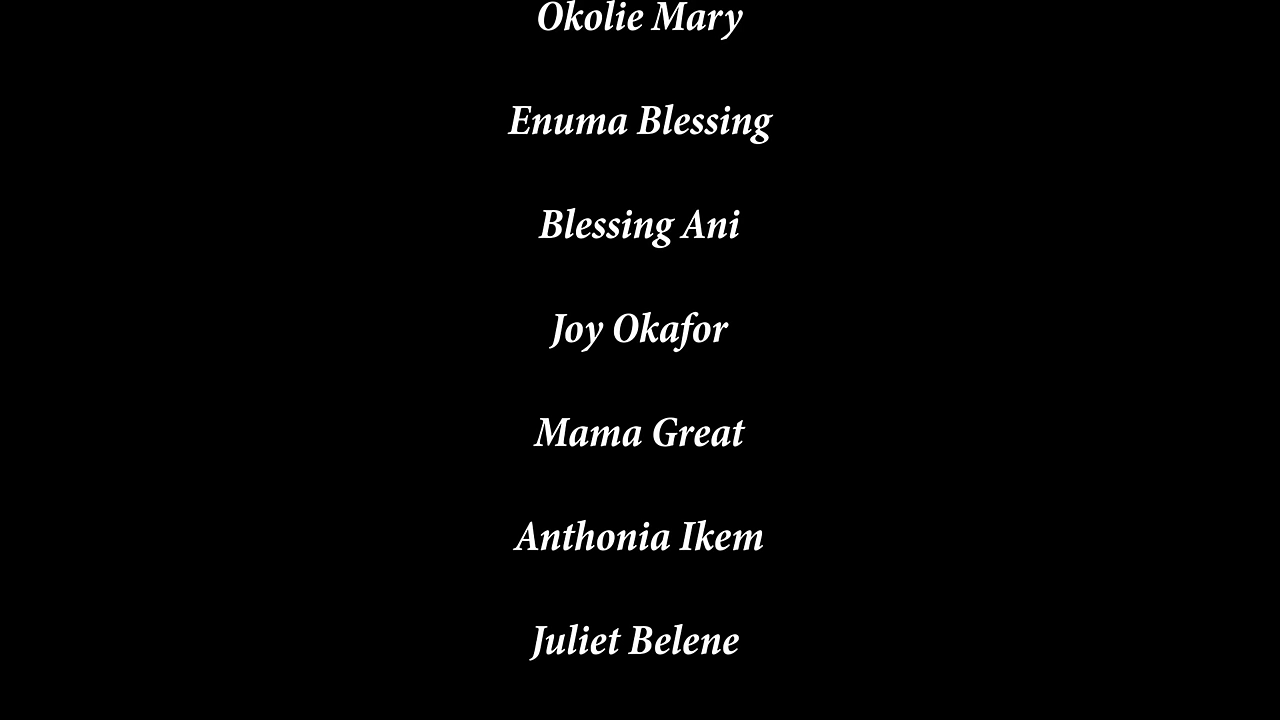 Okolie Mary
Enuma Blessing
Blessing Ani
Joy Okafor
Mama Great
Anthonia Ikem
Juliet Belene